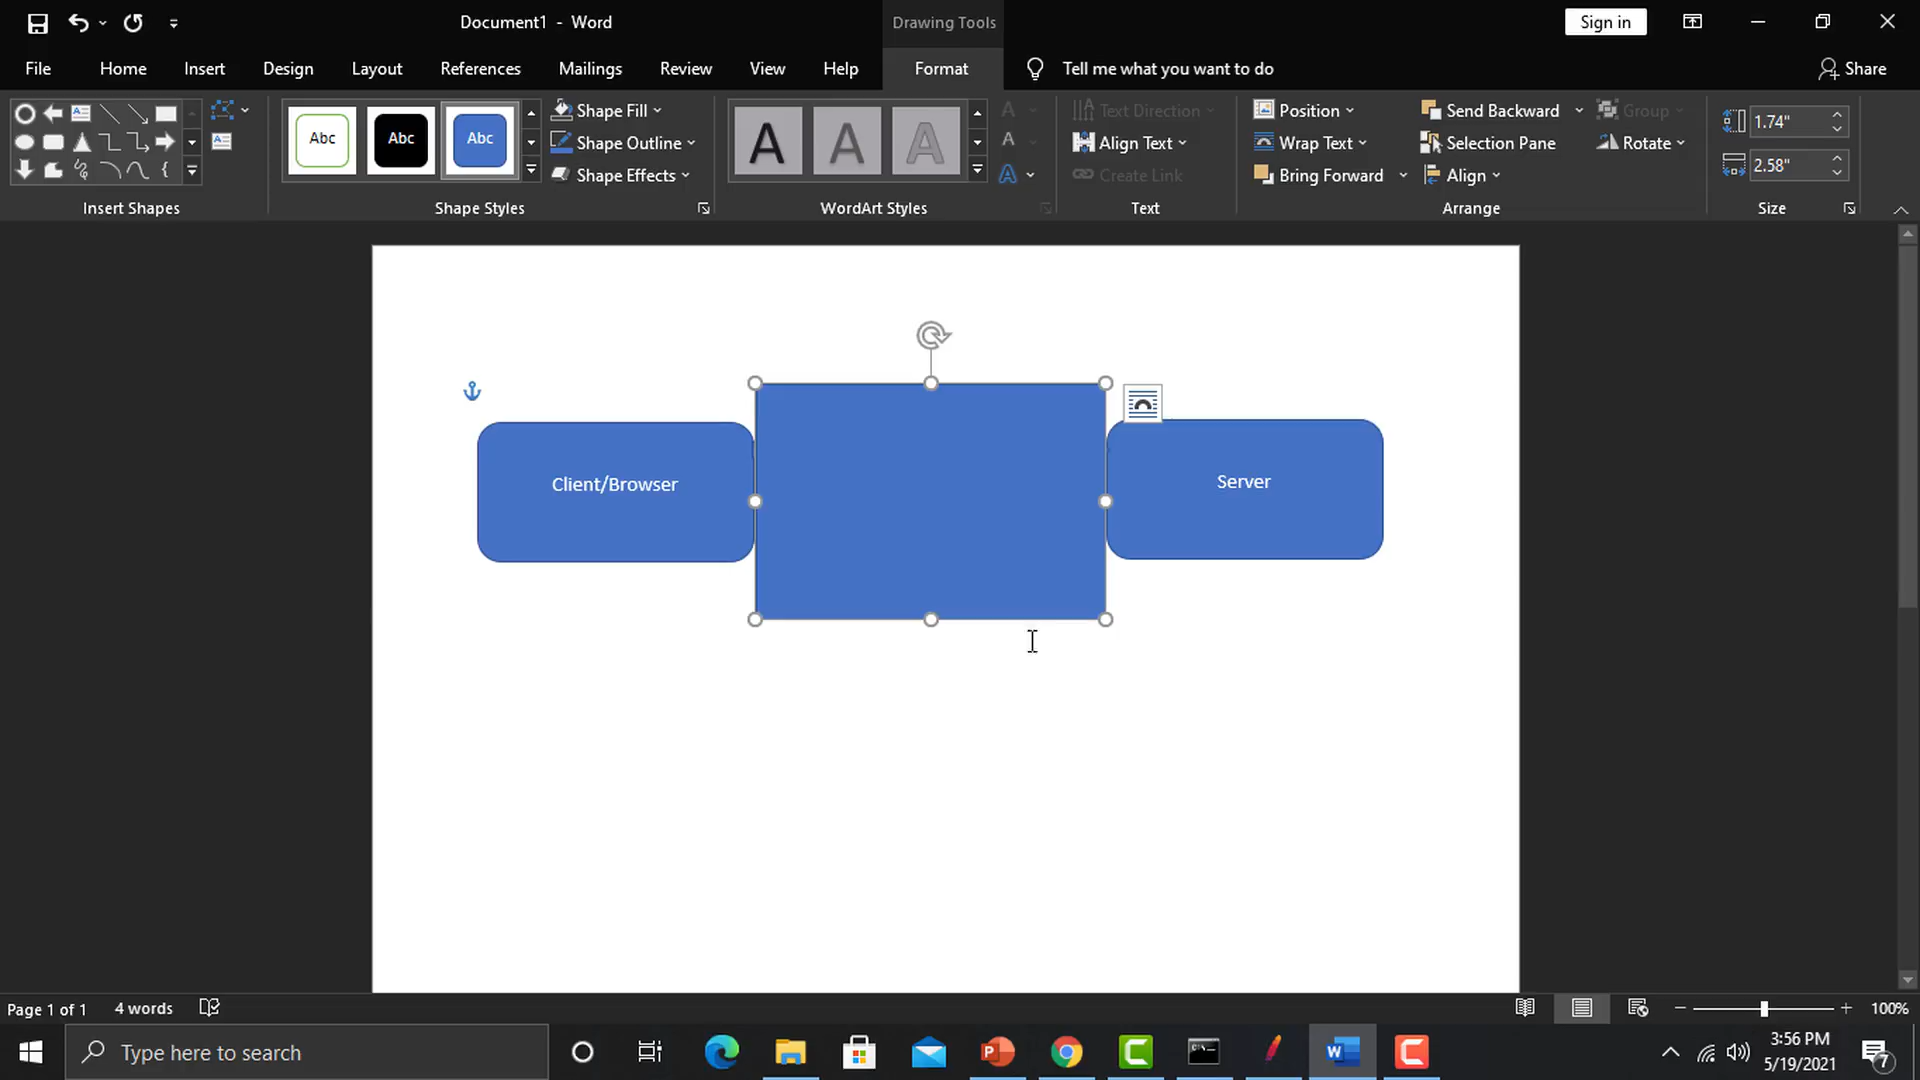 Document1 - Word
Drawing Tools
Sign in
File Home Insert Design Layout References Mailings Review View Help Format Tell me what you want to do Share
Abc Abc Abc
Shape Fill
Shape Outline
Shape Effects
A A A
A
A
A
Text Direction
Align Text
Create Link
Position
Wrap Text
Bring Forward
Send Backward
Selection Pane
Align
Group
Rotate
1.74"
2.58"
Insert Shapes Shape Styles WordArt Styles Text Arrange Size
Client/Browser
Server
Page 1 of 1 4 words 100%
Type here to search
3:56 PM
5/19/2021
7